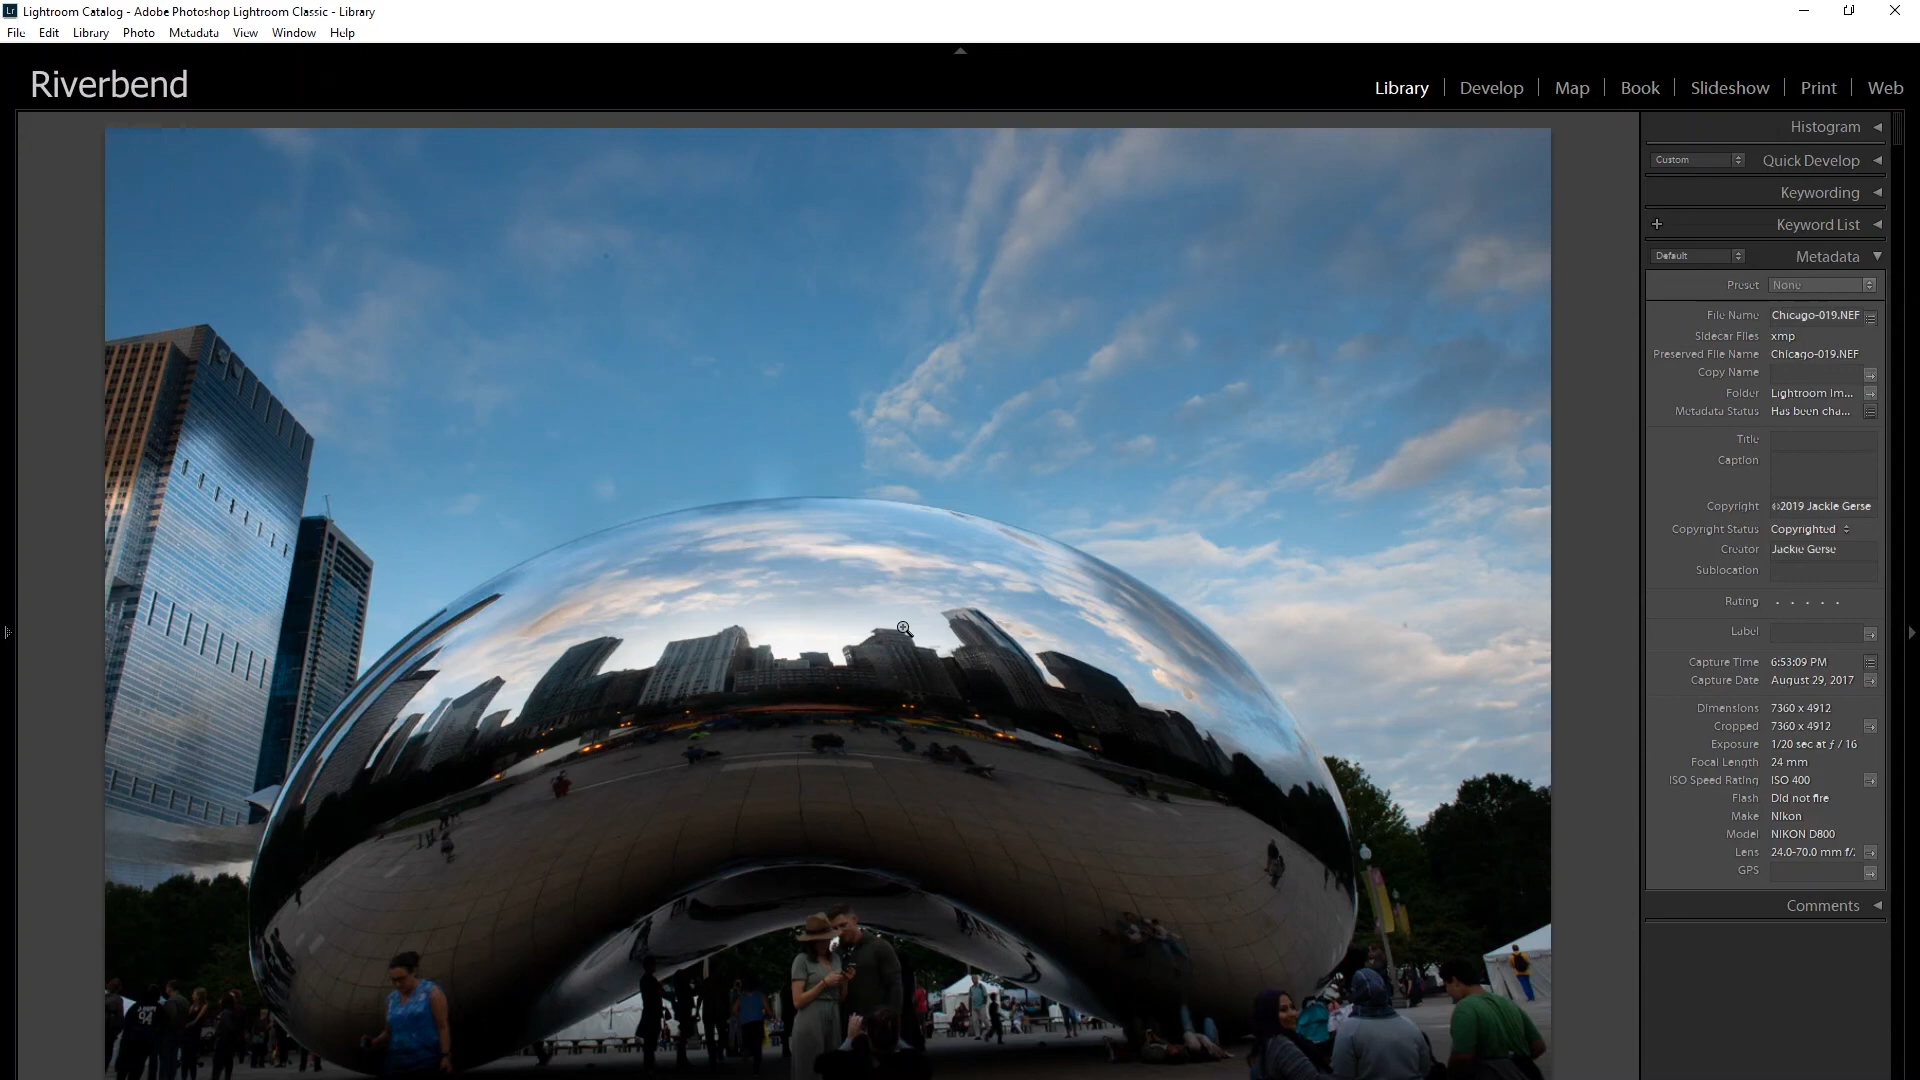 Lightroom Catalog - Adobe Photoshop Lightroom Classic - Library
File Edit Library Photo Metadata View Window Help
Riverbend
Library Develop Map Book Slideshow Print Web
Histogram
Custom Quick Develop
Keywording
Keyword List
Default Metadata
Preset None
File Name Chicago-019.NEF
Sidecar Files xmp
Preserved File Name Chicago-019.NEF
Copy Name
Folder Lightroom Im...
Metadata Status Has been cha...
Title
Caption
Copyright ©2019 Jackie Gerse
Copyright Status Copyrighted
Creator Jackie Gerse
Sublocation
Rating . . . . .
Label
Capture Time 6:53:09 PM
Capture Date August 29, 2017
Dimensions 7360 x 4912
Cropped 7360 x 4912
Exposure 1/20 sec at ƒ / 16
Focal Length 24 mm
ISO Speed Rating ISO 400
Flash Did not fire
Make Nikon
Model NIKON D800
Lens 24.0-70.0 mm f/.
GPS
Comments
94